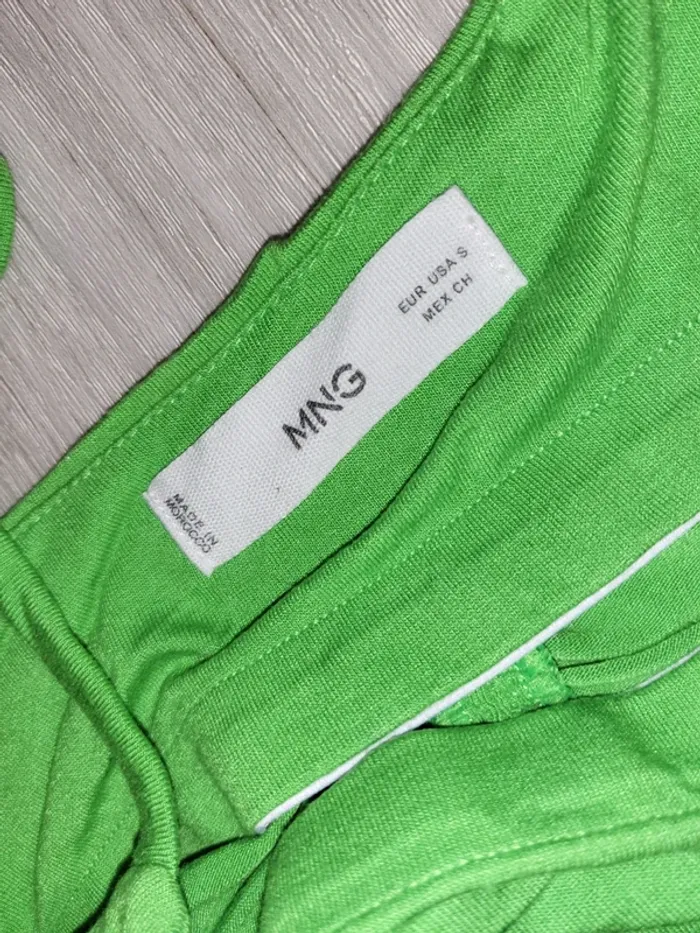 EUR USA S
MEX CH
MNG
MADE IN
MOROCCO